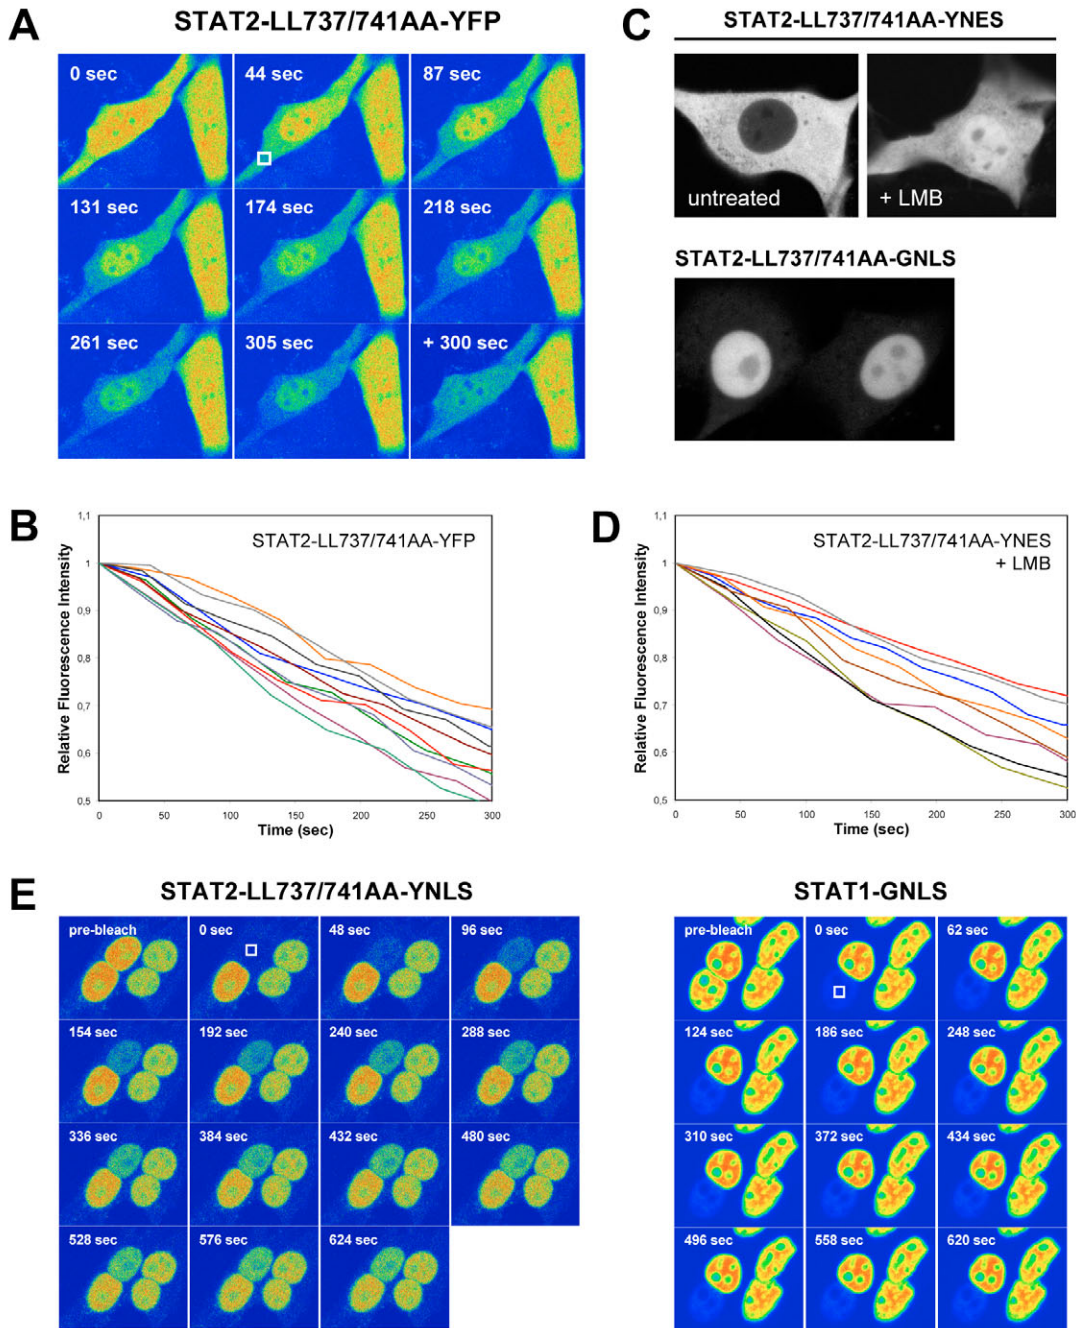 A
STAT2-LL737/741AA-YFP
0 sec
44 sec
87 sec
131 sec
174 sec
218 sec
261 sec
305 sec
+ 300 sec
C
STAT2-LL737/741AA-YNES
untreated
+ LMB
STAT2-LL737/741AA-GNLS
B
STAT2-LL737/741AA-YFP
Relative Fluorescence Intensity
1,1
1
0,9
0,8
0,7
0,6
0,5
0
50
100
150
200
250
300
Time (sec)
D
STAT2-LL737/741AA-YNES
+ LMB
Relative Fluorescence Intensity
1,1
1
0,9
0,8
0,7
0,6
0,5
0
50
100
150
200
250
300
Time (sec)
E
STAT2-LL737/741AA-YNLS
pre-bleach
0 sec
48 sec
96 sec
154 sec
192 sec
240 sec
288 sec
336 sec
384 sec
432 sec
480 sec
528 sec
576 sec
624 sec
STAT1-GNLS
pre-bleach
0 sec
62 sec
124 sec
186 sec
248 sec
310 sec
372 sec
434 sec
496 sec
558 sec
620 sec